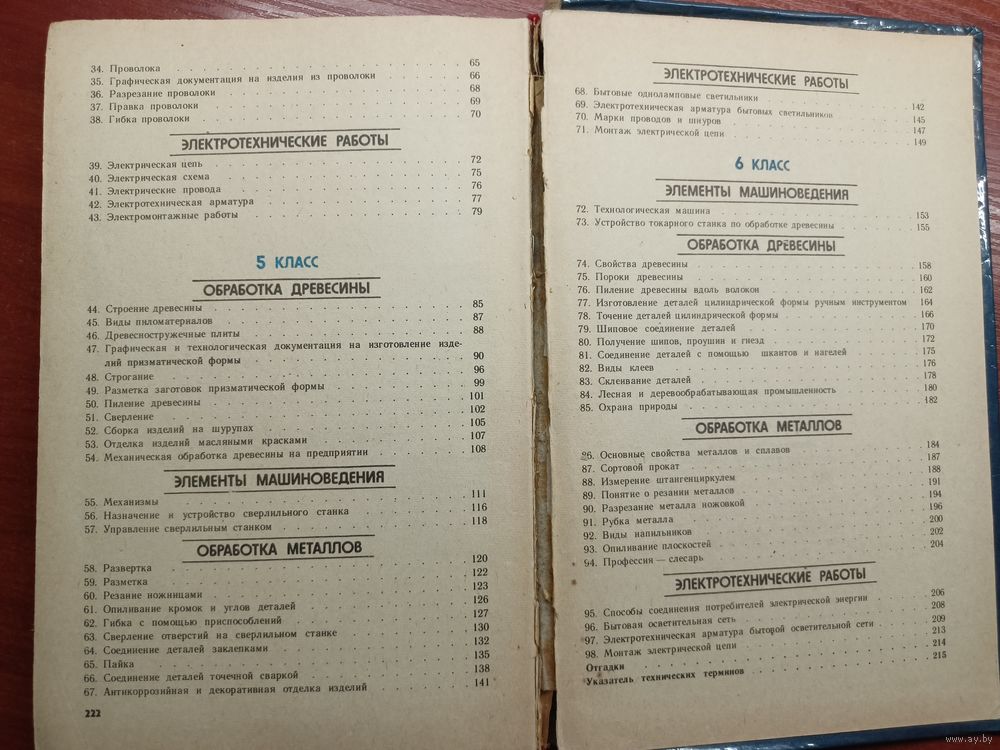 34. Проволока 65
35. Графическая документация на изделия из проволоки 66
36. Разрезание проволоки 68
37. Правка проволоки 69
38. Гибка проволоки 70
ЭЛЕКТРОТЕХНИЧЕСКИЕ РАБОТЫ
39. Электрическая цепь 72
40. Электрическая схема 75
41. Электрические провода 76
42. Электротехническая арматура 77
43. Электромонтажные работы 79
5 КЛАСС
ОБРАБОТКА ДРЕВЕСИНЫ
44. Строение древесины 85
45. Виды пиломатериалов 87
46. Древесностружечные плиты 88
47. Графическая и технологическая документация на изготовление изде-
лий призматической формы 90
48. Строгание 96
49. Разметка заготовок призматической формы 99
50. Пиление древесины 101
51. Сверление 102
52. Сборка изделий на шурупах 105
53. Отделка изделий масляными красками 107
54. Механическая обработка древесины на предприятии 108
ЭЛЕМЕНТЫ МАШИНОВЕДЕНИЯ
55. Механизмы 111
56. Назначение и устройство сверлильного станка 116
57. Управление сверлильным станком 118
ОБРАБОТКА МЕТАЛЛОВ
58. Развертка 120
59. Разметка 122
60. Резание ножницами 123
61. Опиливание кромок и углов деталей 126
62. Гибка с помощью приспособлений 127
63. Сверление отверстий на сверлильном станке 130
64. Соединение деталей заклепками 132
65. Пайка 135
66. Соединение деталей точечной сваркой 138
67. Антикоррозийная и декоративная отделка изделий 141
222
ЭЛЕКТРОТЕХНИЧЕСКИЕ РАБОТЫ
68. Бытовые одноламповые светильники 142
69. Электротехническая арматура бытовых светильников 145
70. Марки проводов и шнуров 147
71. Монтаж электрической цепи 149
6 КЛАСС
ЭЛЕМЕНТЫ МАШИНОВЕДЕНИЯ
72. Технологическая машина 153
73. Устройство токарного станка по обработке древесины 155
ОБРАБОТКА ДРЕВЕСИНЫ
74. Свойства древесины 158
75. Пороки древесины 160
76. Пиление древесины вдоль волокон 162
77. Изготовление деталей цилиндрической формы ручным инструментом 164
78. Точение деталей цилиндрической формы 166
79. Шиповое соединение деталей 170
80. Получение шипов, проушин и гнезд 172
81. Соединение деталей с помощью шкантов и нагелей 175
82. Виды клеев 176
83. Склеивание деталей 178
84. Лесная и деревообрабатывающая промышленность 180
85. Охрана природы 182
ОБРАБОТКА МЕТАЛЛОВ
86. Основные свойства металлов и сплавов 184
87. Сортовой прокат 187
88. Измерение штангенциркулем 188
89. Понятие о резании металлов 191
90. Разрезание металла ножовкой 194
91. Рубка металла 196
92. Виды напильников 200
93. Опиливание плоскостей 202
94. Профессия — слесарь 204
ЭЛЕКТРОТЕХНИЧЕСКИЕ РАБОТЫ
95. Способы соединения потребителей электрической энергии 206
96. Бытовая осветительная сеть 208
97. Электротехническая арматура бытовой осветительной сети 209
98. Монтаж электрической цепи 213
Отгадки 214
Указатель технических терминов 215
www.ay.by